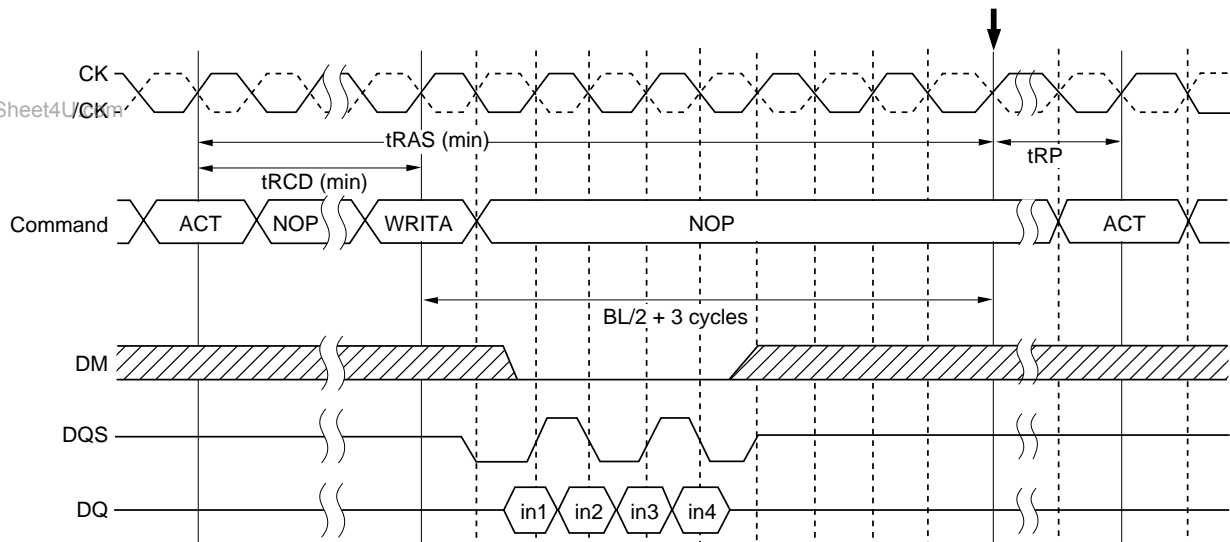 CK
/CK
Sheet4U.com
tRAS (min)
tRP
tRCD (min)
Command
ACT
NOP
WRITA
NOP
ACT
BL/2 + 3 cycles
DM
DQS
DQ
in1
in2
in3
in4